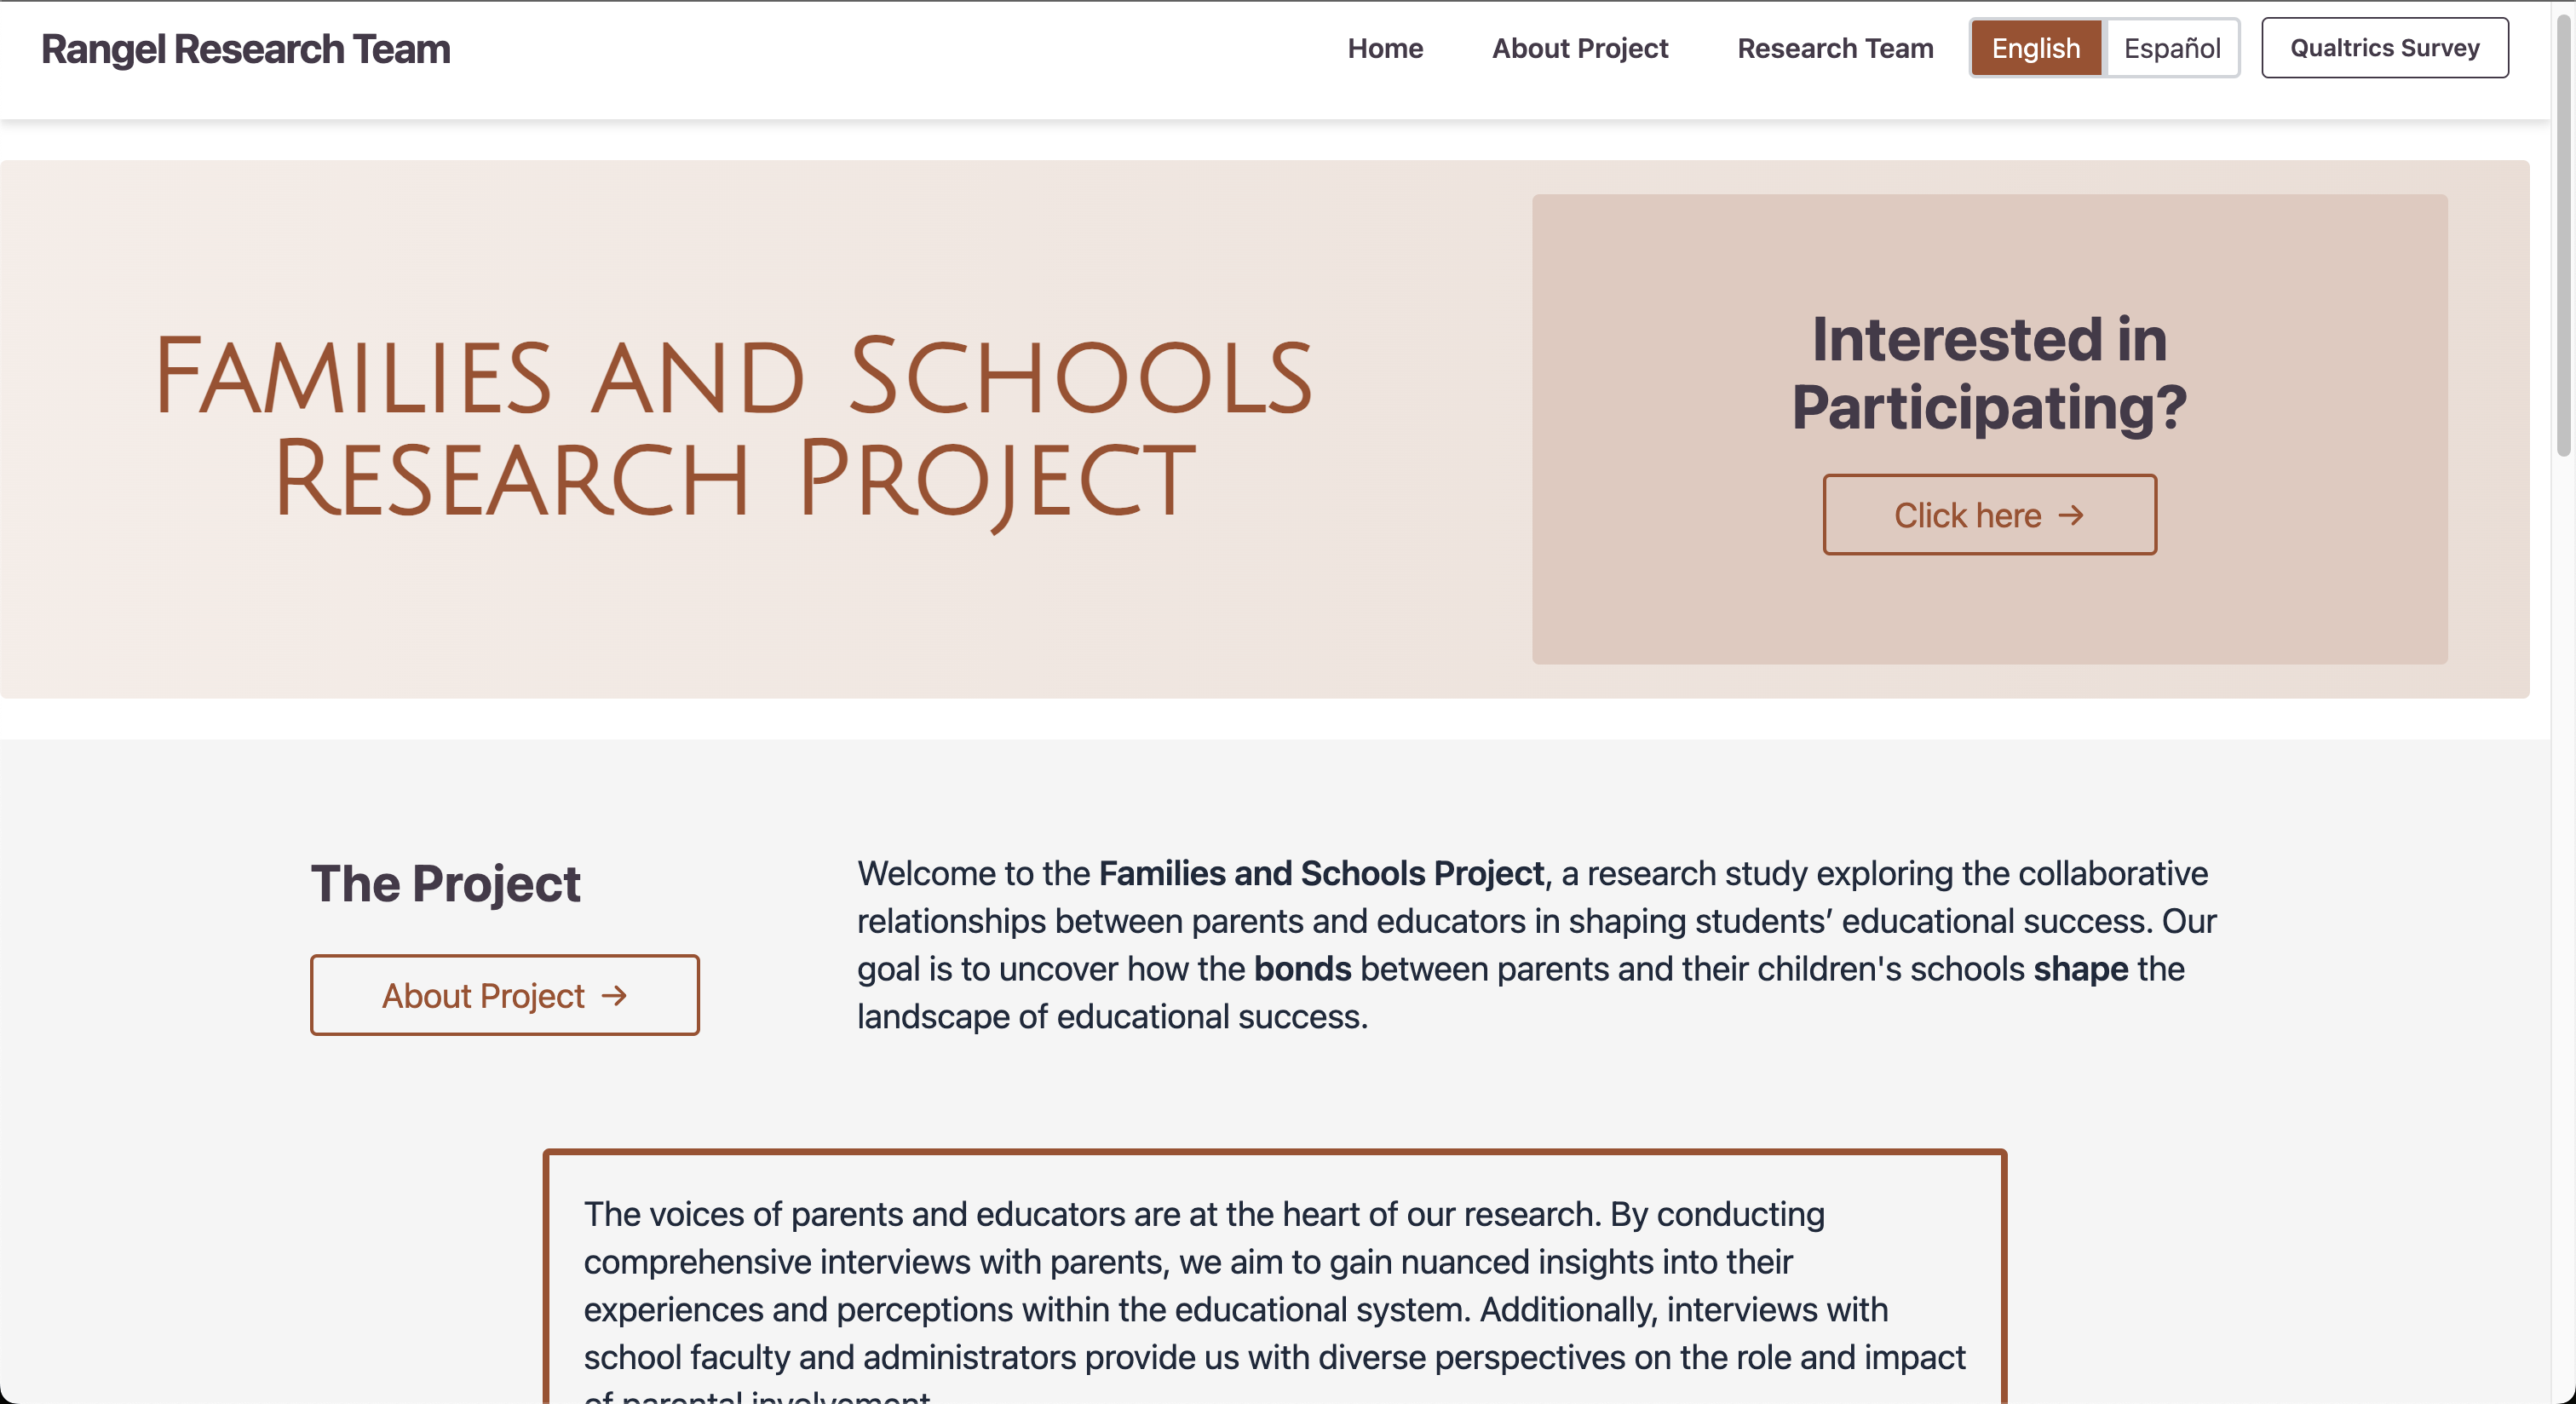 Rangel Research Team
Home
About Project
Research Team
English
Español
Qualtrics Survey
Families and Schools
Research Project
Interested in
Participating?
Click here →
The Project
About Project →
Welcome to the Families and Schools Project, a research study exploring the collaborative
relationships between parents and educators in shaping students’ educational success. Our
goal is to uncover how the bonds between parents and their children's schools shape the
landscape of educational success.
The voices of parents and educators are at the heart of our research. By conducting
comprehensive interviews with parents, we aim to gain nuanced insights into their
experiences and perceptions within the educational system. Additionally, interviews with
school faculty and administrators provide us with diverse perspectives on the role and impact
of parental involvement.